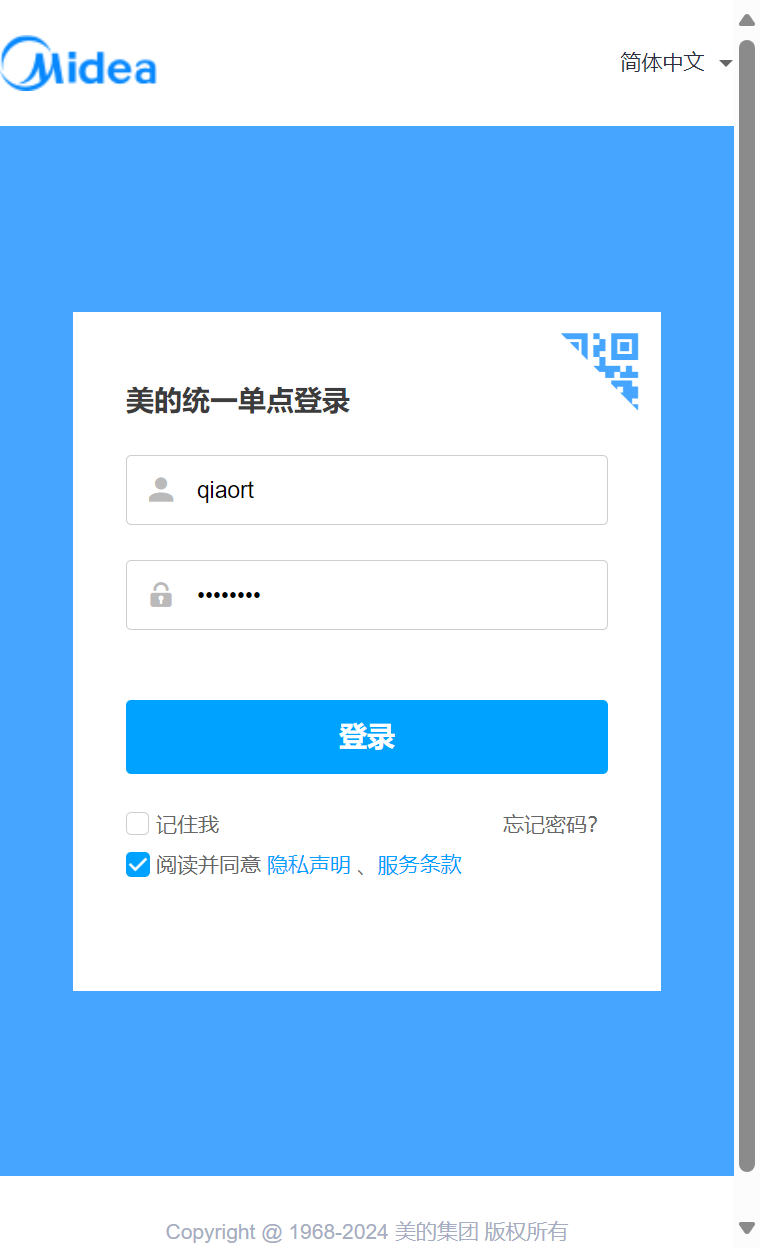 Midea
简体中文
美的统一单点登录
qiaort
••••••••
登录
记住我 忘记密码?
阅读并同意 隐私声明 、服务条款
Copyright @ 1968-2024 美的集团 版权所有